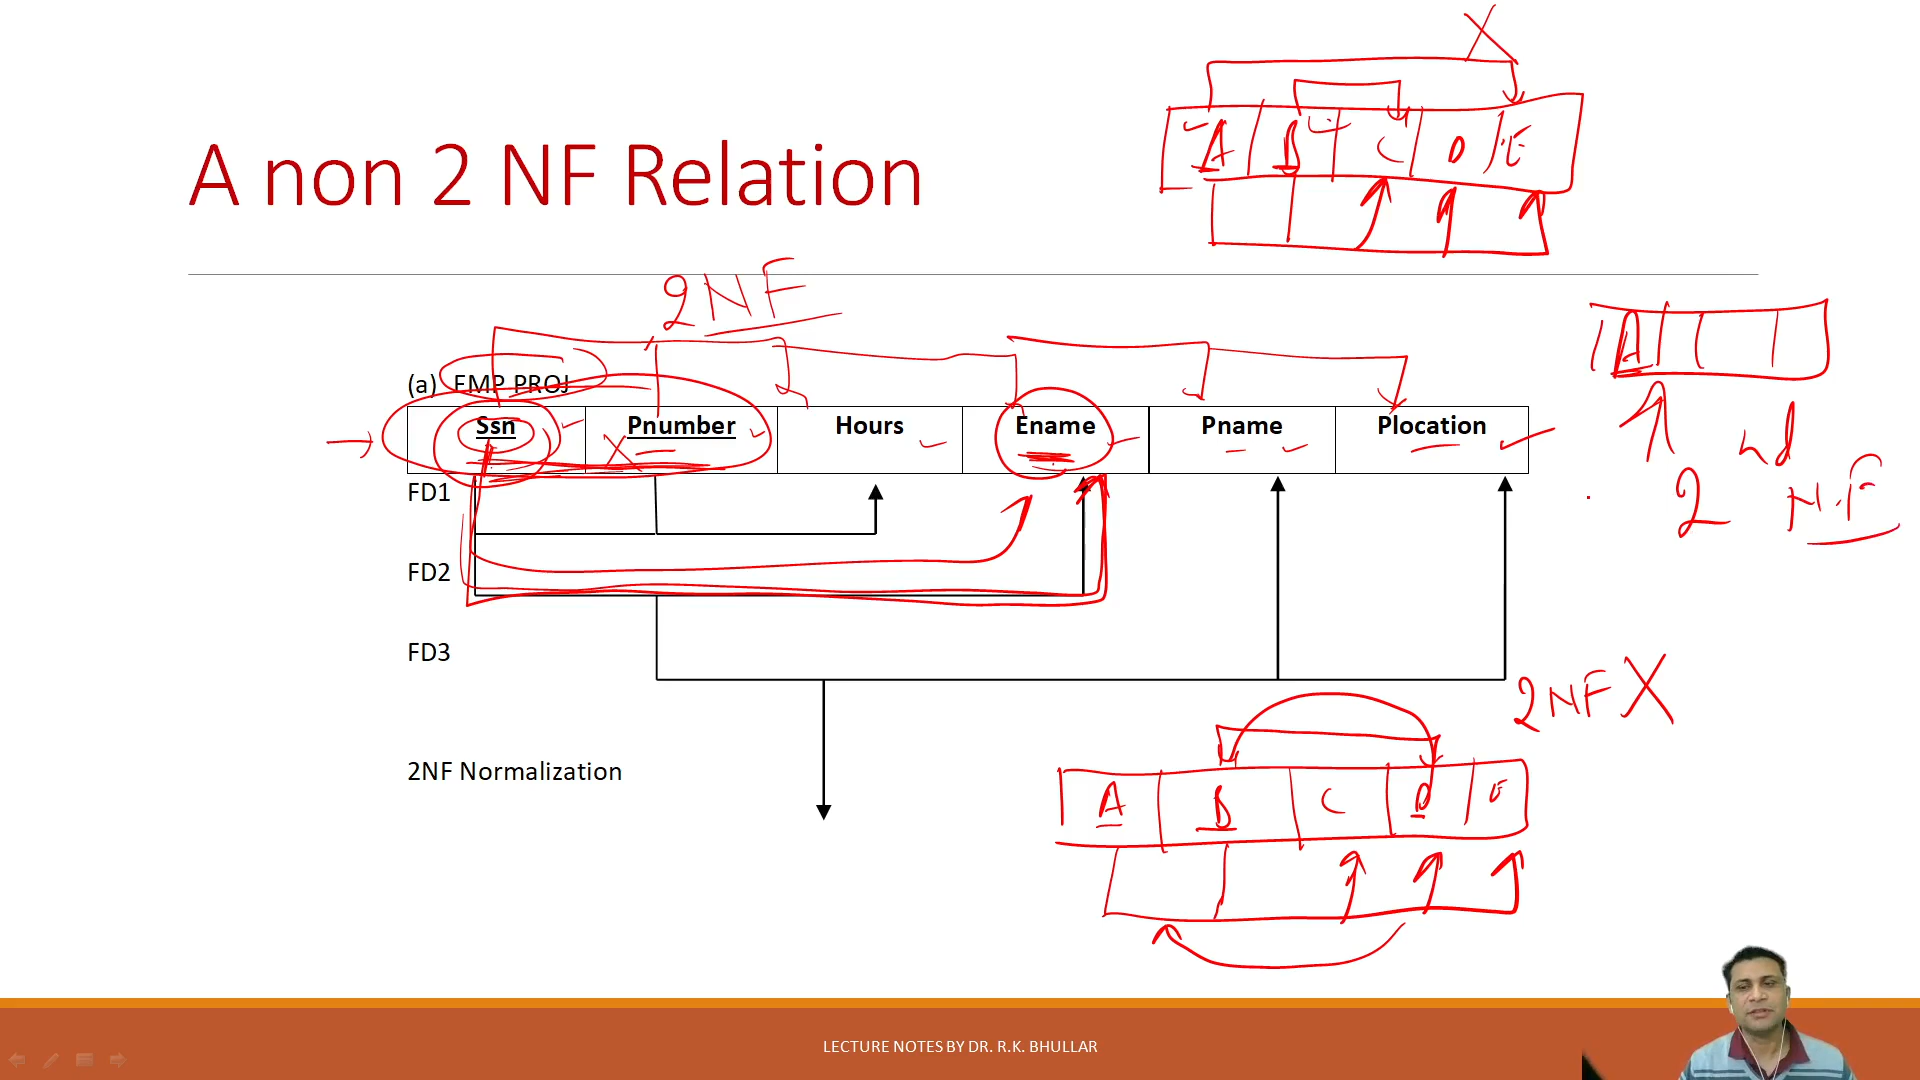 A non 2 NF Relation
A B C D E
2NF
A
(a) EMP_PROJ
Ssn Pnumber Hours Ename Pname Plocation
2 nd N.F
FD1
FD2
FD3
2NF X
2NF Normalization
A B C D E
LECTURE NOTES BY DR. R.K. BHULLAR